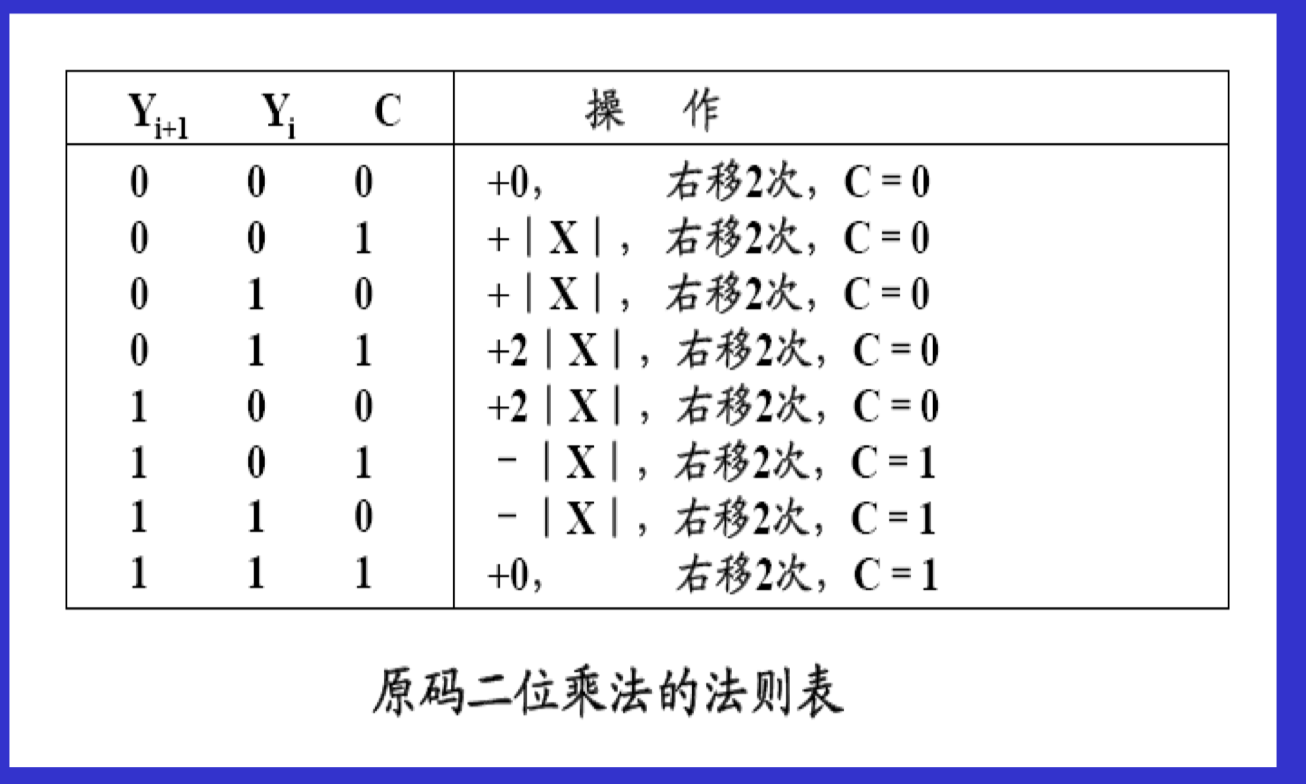 Yi+1 Yi C 操 作
0 0 0 +0, 右移2次, C = 0
0 0 1 +|X|, 右移2次, C = 0
0 1 0 +|X|, 右移2次, C = 0
0 1 1 +2|X|, 右移2次, C = 0
1 0 0 +2|X|, 右移2次, C = 0
1 0 1 -|X|, 右移2次, C = 1
1 1 0 -|X|, 右移2次, C = 1
1 1 1 +0, 右移2次, C = 1
原码二位乘法的法则表